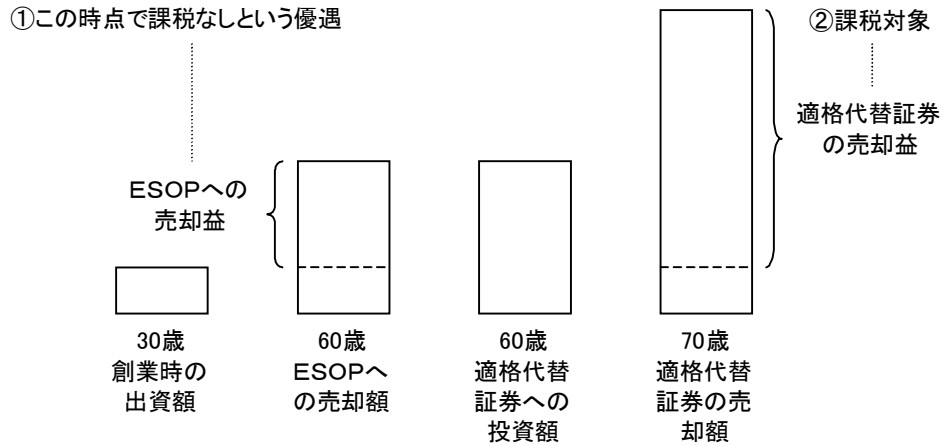 ①この時点で課税なしという優遇
②課税対象
適格代替証券
の売却益
ESOPへの
売却益
30歳
創業時の
出資額
60歳
ESOPへ
の売却額
60歳
適格代替
証券への
投資額
70歳
適格代替
証券の売
却額